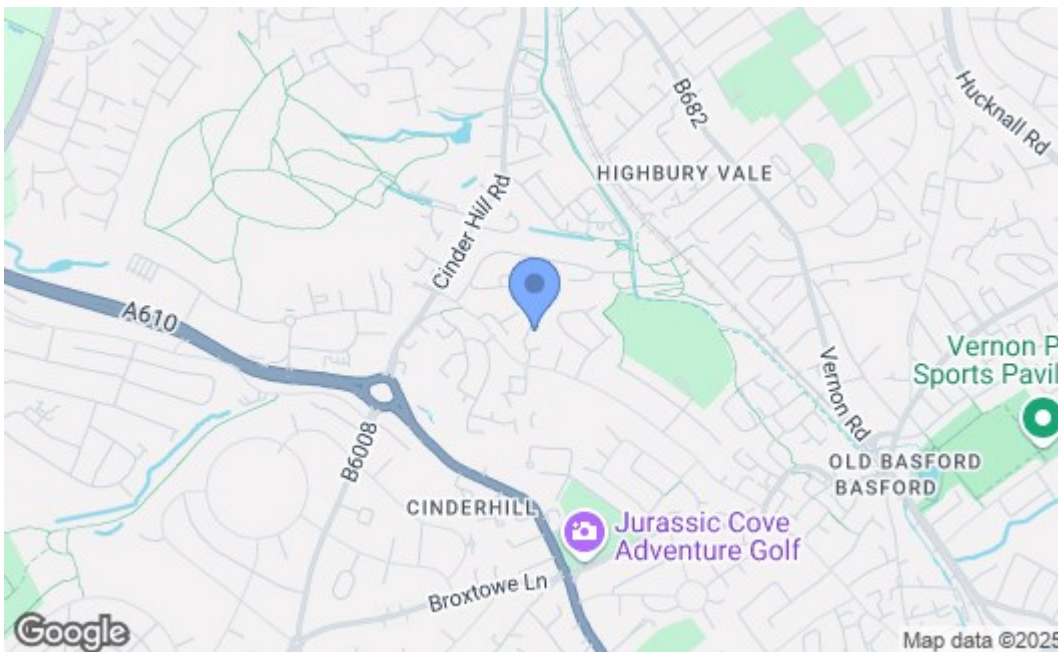 Hucknall Rd
B682
HIGHBURY VALE
Cinder Hill Rd
A610
Vernon P
Sports Pavil
Vernon Rd
B6008
OLD BASFORD
BASFORD
CINDERHILL
Jurassic Cove
Adventure Golf
Broxtowe Ln
Google
Map data ©2025